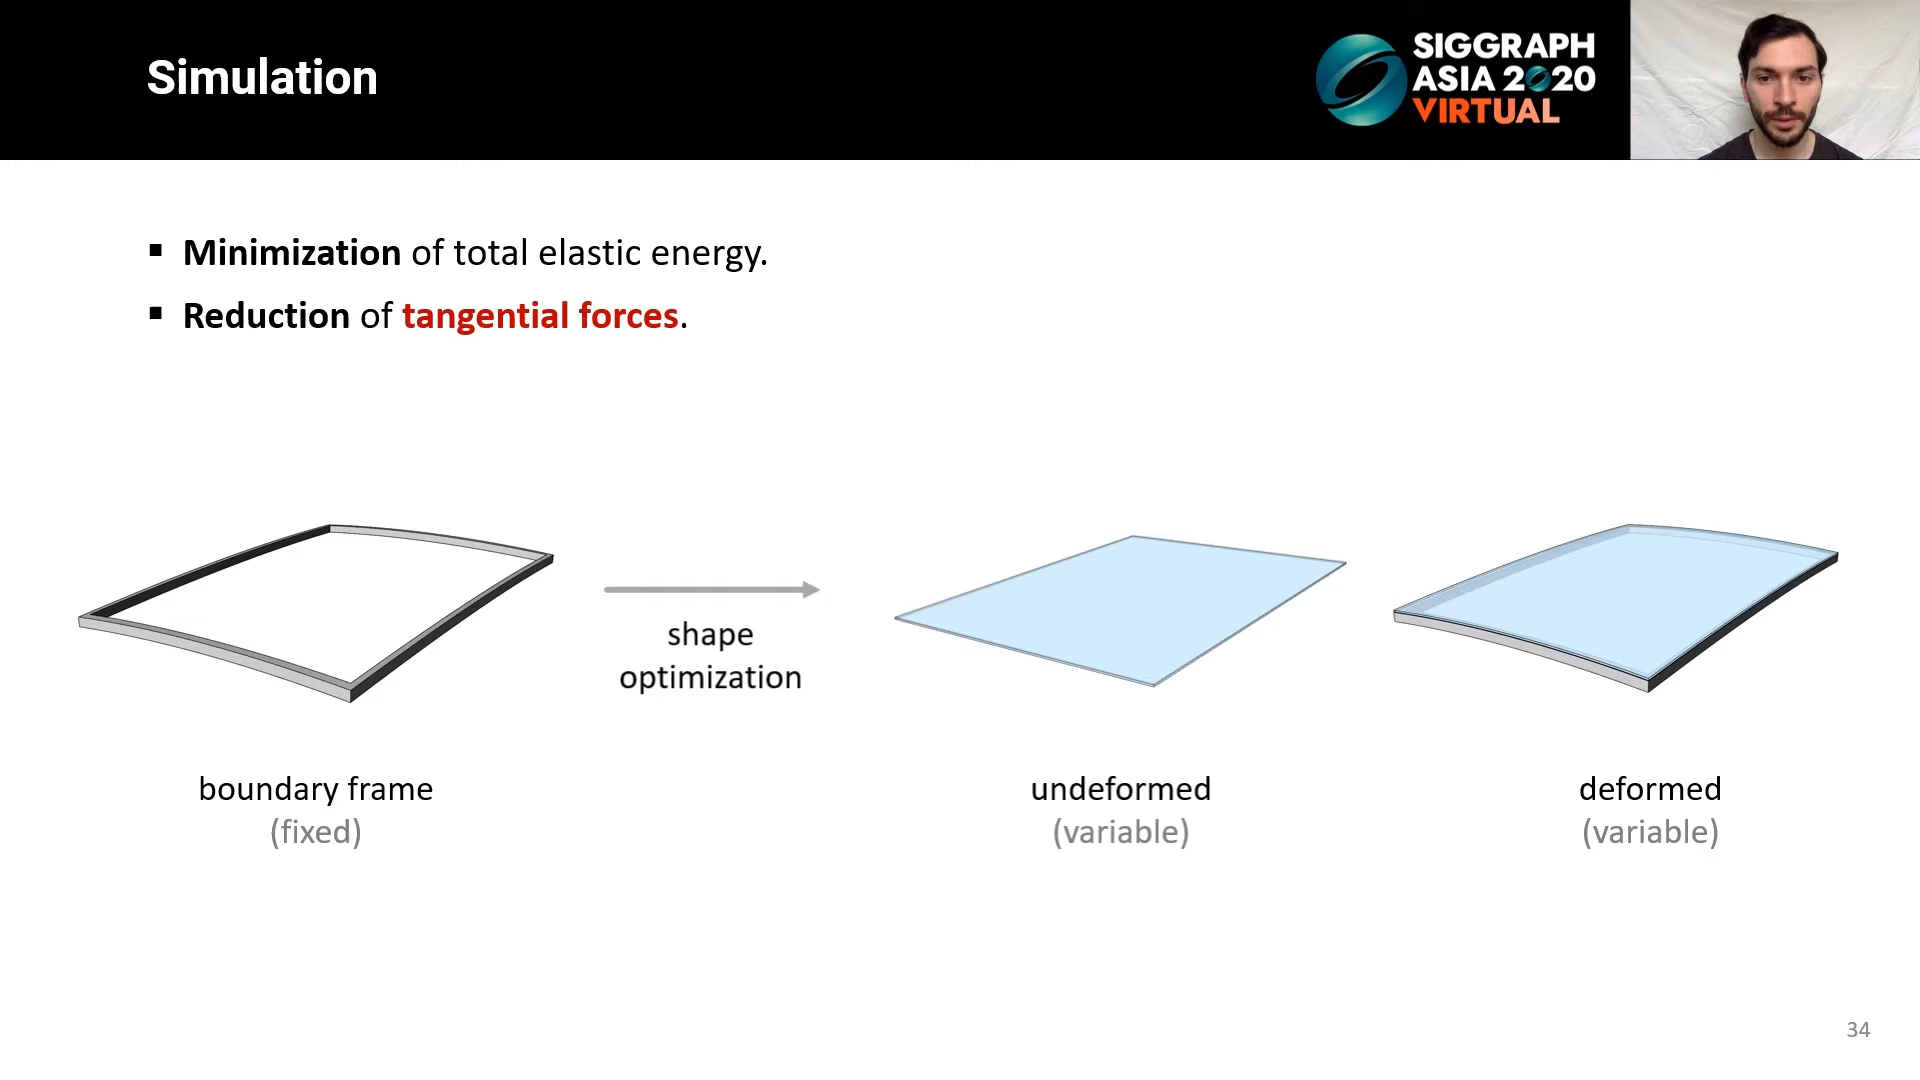 Simulation
SIGGRAPH
ASIA 2020
VIRTUAL
▪ Minimization of total elastic energy.
▪ Reduction of tangential forces.
shape
optimization
boundary frame
(fixed)
undeformed
(variable)
deformed
(variable)
34